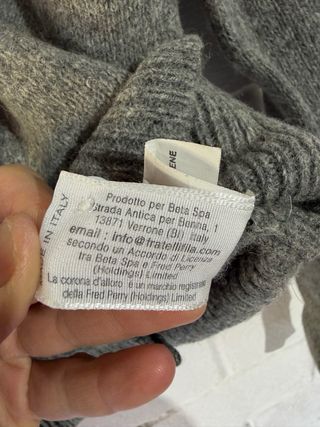 ENE
MADE IN ITALY
Prodotto per Beta Spa
Strada Antica per Benna, 1
13871 Verrone (BI) Italy
email : info@fratellifila.com
secondo un Accordo di Licenza
tra Beta Spa e Fred Perry
(Holdings) Limited
La corona d'alloro è un marchio registrato
della Fred Perry (Holdings) Limited